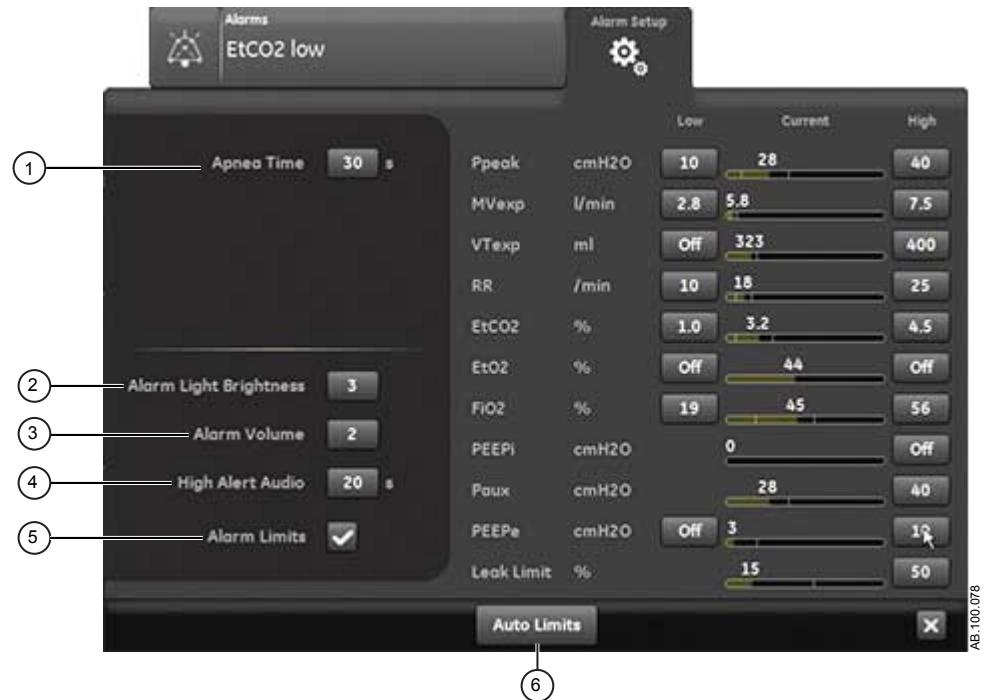 Alarms
EtCO2 low
Alarm Setup
Low Current High
1 Apnea Time 30 s
Ppeak cmH2O 10 28 40
MVexp l/min 2.8 5.8 7.5
VTexp ml Off 323 400
RR /min 10 18 25
EtCO2 % 1.0 3.2 4.5
EtO2 % Off 44 Off
2 Alarm Light Brightness 3
FiO2 % 19 45 56
3 Alarm Volume 2
PEEPi cmH2O 0 Off
4 High Alert Audio 20 s
Paux cmH2O 28 40
5 Alarm Limits
PEEPe cmH2O Off 3
Leak Limit % 15 50
Auto Limits
6
AB.100.078